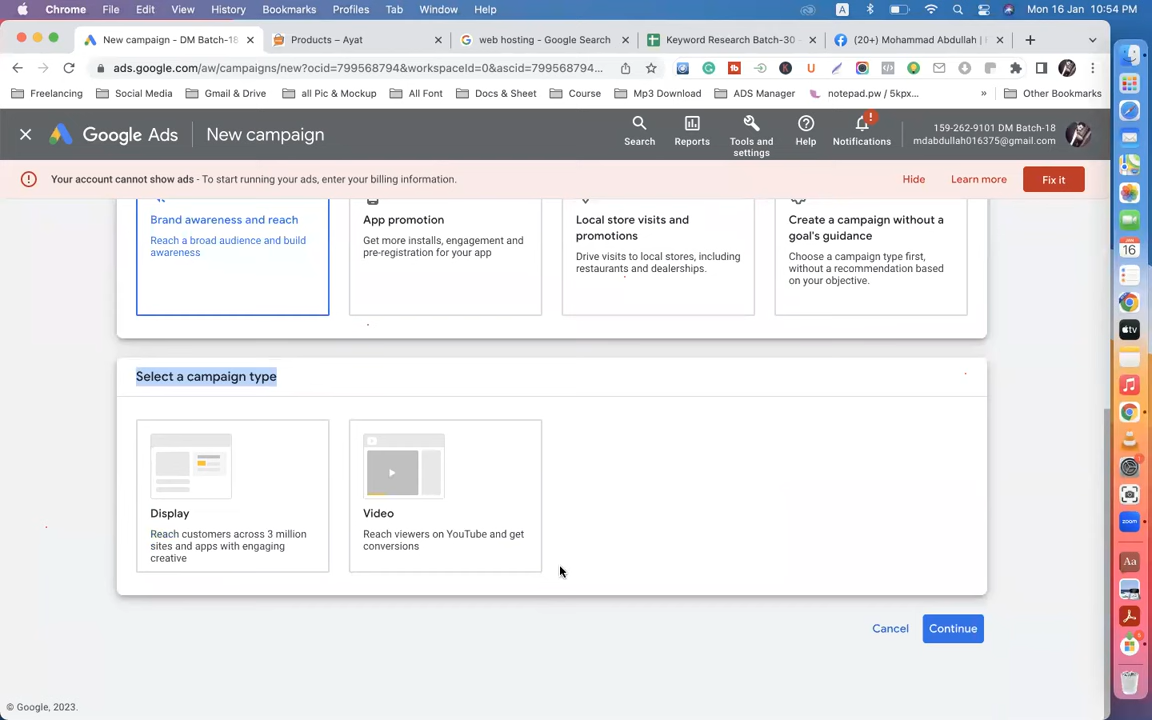 Chrome File Edit View History Bookmarks Profiles Tab Window Help A Mon 16 Jan 10:54 PM
New campaign - DM Batch-18 Products – Ayat web hosting - Google Search Keyword Research Batch-30 - (20+) Mohammad Abdullah |
ads.google.com/aw/campaigns/new?ocid=799568794&workspaceId=0&ascid=799568794...
Freelancing Social Media Gmail & Drive all Pic & Mockup All Font Docs & Sheet Course Mp3 Download ADS Manager notepad.pw / 5kpx... » Other Bookmarks
Google Ads New campaign
Search Reports Tools and settings Help Notifications
159-262-9101 DM Batch-18
mdabdullah016375@gmail.com
Your account cannot show ads - To start running your ads, enter your billing information. Hide Learn more Fix it
Brand awareness and reach
Reach a broad audience and build
awareness
App promotion
Get more installs, engagement and
pre-registration for your app
Local store visits and
promotions
Drive visits to local stores, including
restaurants and dealerships.
Create a campaign without a
goal's guidance
Choose a campaign type first,
without a recommendation based
on your objective.
Select a campaign type
Display
Reach customers across 3 million
sites and apps with engaging
creative
Video
Reach viewers on YouTube and get
conversions
Cancel Continue
© Google, 2023.
JAN
16
tv
zoom
Aa